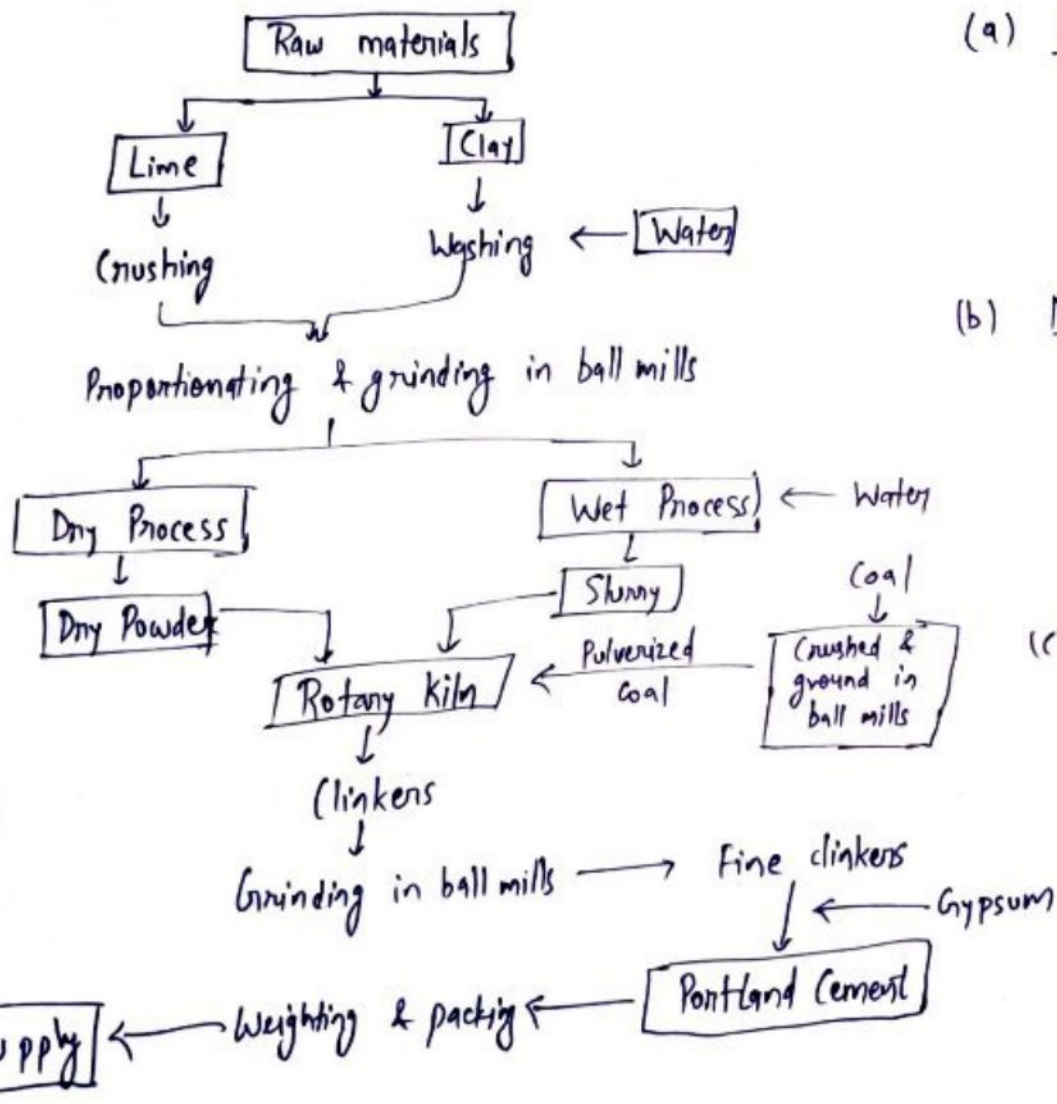 Raw materials
(a)
Lime
Clay
Crushing
Washing
Water
(b)
Proportionating & grinding in ball mills
Dry Process
Wet Process
Water
Dry Powder
Slurry
Coal
Crushed &
ground in
ball mills
(c
Pulverized
Coal
Rotary Kiln
Clinkers
Grinding in ball mills
Fine clinkers
Gypsum
Portland Cement
Weighting & packing
upply